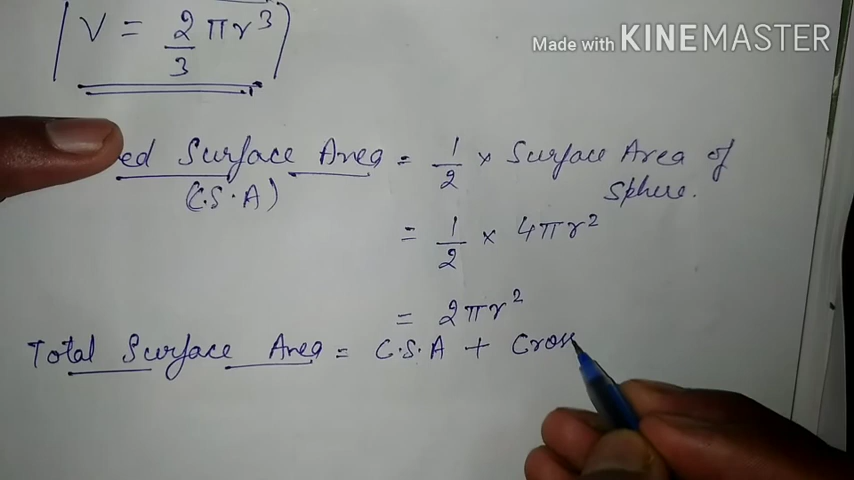 Made with KINEMASTER
V = 2/3 πr³
ed Surface Area = 1/2 × Surface Area of
(C.S.A) Sphere.
= 1/2 × 4πr²
= 2πr²
Total Surface Area = C.S.A + Cross